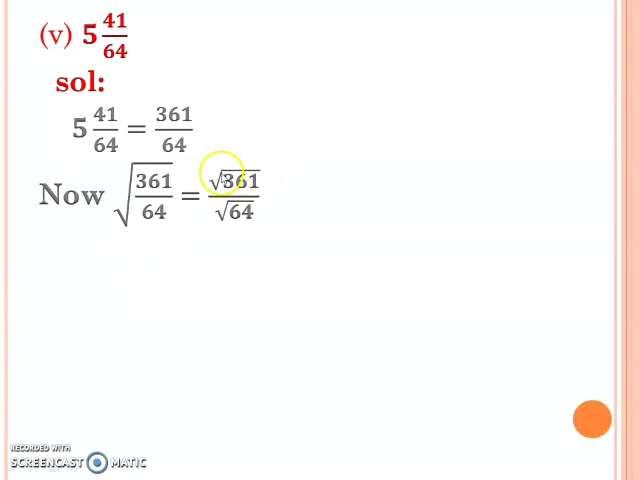 (v) 5 41/64
sol:
5 41/64 = 361/64
Now √(361/64) = √361/√64
RECORDED WITH
SCREENCAST MATIC